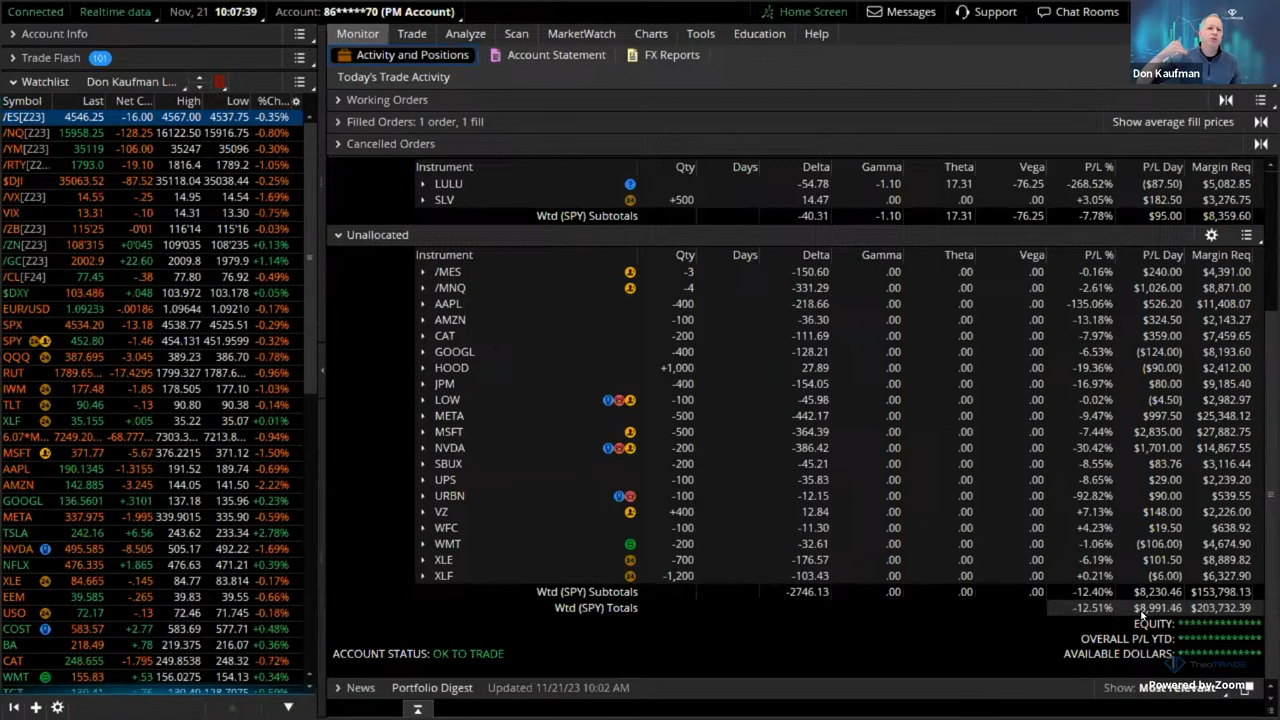 Connected Realtime data Nov, 21 10:07:39 Account: 86*****70 (PM Account) Home Screen Messages Support Chat Rooms
Don Kaufman
Account Info
Trade Flash 101
Watchlist Don Kaufman L...
Symbol Last Net C... High Low %Ch...
/ES[Z23] 4546.25 -16.00 4567.00 4537.75 -0.35%
/NQ[Z23] 15958.25 -128.25 16122.50 15916.75 -0.80%
/YM[Z23] 35119 -106.00 35247 35096 -0.30%
/RTY[Z2... 1793.0 -19.10 1816.4 1789.2 -1.05%
$DJI 35063.52 -87.52 35118.04 35038.44 -0.25%
/VX[Z23] 14.55 -.25 14.95 14.54 -1.69%
VIX 13.31 -.10 14.31 13.30 -0.75%
/ZB[Z23] 115'25 -0'01 116'14 115'16 -0.03%
/ZN[Z23] 108'315 +0'045 109'035 108'235 +0.13%
/GC[Z23] 2002.9 +22.60 2009.8 1979.9 +1.14%
/CL[F24] 77.45 -.38 77.80 76.92 -0.49%
$DXY 103.486 +.048 103.972 103.178 +0.05%
EUR/USD 1.09233 -.00186 1.09644 1.09210 -0.17%
SPX 4534.20 -13.18 4538.77 4525.51 -0.29%
SPY 452.80 -1.46 454.131 451.9599 -0.32%
QQQ 387.695 -3.045 389.23 386.70 -0.78%
RUT 1789.65... -17.4295 1799.327 1787.6... -0.96%
IWM 177.48 -1.85 178.505 177.10 -1.03%
TLT 90.46 -.13 90.80 90.38 -0.14%
XLF 35.155 +.005 35.22 35.07 +0.01%
6.07*M... 7249.20... -68.777... 7303.3... 7213.8... -0.94%
MSFT 371.77 -5.67 376.2215 371.12 -1.50%
AAPL 190.1345 -1.3155 191.52 189.74 -0.69%
AMZN 142.885 -3.245 144.05 141.50 -2.22%
GOOGL 136.5601 +.3101 137.18 135.96 +0.23%
META 337.975 -1.995 339.9015 335.90 -0.59%
TSLA 242.16 +6.56 243.62 233.34 +2.78%
NVDA 495.585 -8.505 505.17 492.22 -1.69%
NFLX 476.335 +1.865 476.63 471.21 +0.39%
XLE 84.665 -.145 84.77 83.814 -0.17%
EEM 39.585 -.265 39.83 39.58 -0.67%
USO 72.17 -.13 72.46 71.745 -0.18%
COST 583.57 +2.77 583.69 577.71 +0.48%
BA 218.49 +.78 219.375 216.07 +0.36%
CAT 248.655 -1.795 249.8538 248.32 -0.72%
WMT 155.83 +.53 156.0275 154.13 +0.34%
Monitor Trade Analyze Scan MarketWatch Charts Tools Education Help
Activity and Positions Account Statement FX Reports
Today's Trade Activity
Working Orders
Filled Orders: 1 order, 1 fill Show average fill prices
Cancelled Orders
Instrument Qty Days Delta Gamma Theta Vega P/L % P/L Day Margin Req
LULU -54.78 -1.10 17.31 -76.25 -268.52% ($87.50) $5,082.85
SLV +500 14.47 .00 .00 .00 +3.05% $182.50 $3,276.75
Wtd (SPY) Subtotals -40.31 -1.10 17.31 -76.25 -7.78% $95.00 $8,359.60
Unallocated
Instrument Qty Days Delta Gamma Theta Vega P/L % P/L Day Margin Req
/MES -3 -150.60 .00 .00 .00 -0.16% $240.00 $4,391.00
/MNQ -4 -331.29 .00 .00 .00 -2.61% $1,026.00 $8,871.00
AAPL -400 -218.66 .00 .00 .00 -135.06% $526.20 $11,408.07
AMZN -100 -36.30 .00 .00 .00 -13.18% $324.50 $2,143.27
CAT -200 -111.69 .00 .00 .00 -7.97% $359.00 $7,459.65
GOOGL -400 -128.21 .00 .00 .00 -6.53% ($124.00) $8,193.60
HOOD +1,000 27.89 .00 .00 .00 -19.36% ($90.00) $2,412.00
JPM -400 -154.05 .00 .00 .00 -16.97% $80.00 $9,185.40
LOW -100 -45.98 .00 .00 .00 -0.02% ($4.50) $2,982.97
META -500 -442.17 .00 .00 .00 -9.47% $997.50 $25,348.12
MSFT -500 -364.39 .00 .00 .00 -7.44% $2,835.00 $27,882.75
NVDA -200 -386.42 .00 .00 .00 -30.42% $1,701.00 $14,867.55
SBUX -200 -45.21 .00 .00 .00 -8.55% $83.76 $3,116.44
UPS -100 -35.83 .00 .00 .00 -8.65% $29.00 $2,239.20
URBN -100 -12.15 .00 .00 .00 -92.82% $90.00 $539.55
VZ +400 12.84 .00 .00 .00 +7.13% $148.00 $2,226.00
WFC -100 -11.30 .00 .00 .00 +4.23% $19.50 $638.92
WMT -200 -32.61 .00 .00 .00 -1.06% ($106.00) $4,674.90
XLE -700 -176.57 .00 .00 .00 -6.19% $101.50 $8,889.82
XLF -1,200 -103.43 .00 .00 .00 +0.21% ($6.00) $6,327.90
Wtd (SPY) Subtotals -2746.13 .00 .00 .00 -12.40% $8,230.46 $153,798.13
Wtd (SPY) Totals -12.51% $8,991.46 $203,732.39
EQUITY: **************
OVERALL P/L YTD: **************
ACCOUNT STATUS: OK TO TRADE AVAILABLE DOLLARS: **************
TheoTRADE
News Portfolio Digest Updated 11/21/23 10:02 AM Show:
Powered by Zoom